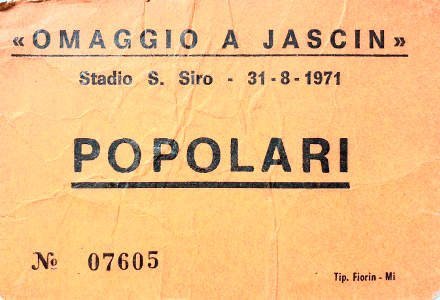 «OMAGGIO A JASCIN»
Stadio S. Siro - 31-8-1971
POPOLARI
№ 07605
Tip. Fiorin - Mi